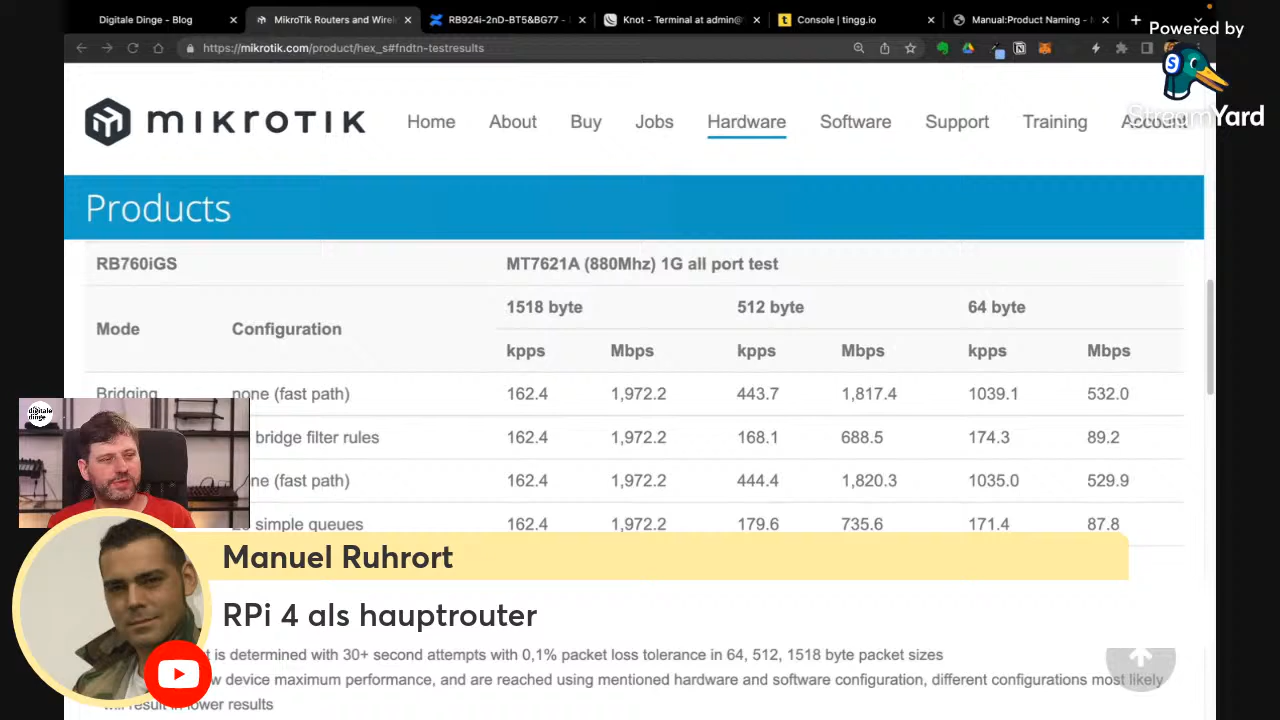 Digitale Dinge - Blog
MikroTik Routers and Wirel
RB924i-2nD-BT5&BG77 -
Knot - Terminal at admin@
Console | tingg.io
Manual:Product Naming -
Powered by
https://mikrotik.com/product/hex_s#fndtn-testresults
StreamYard
MIKROTIK
Home About Buy Jobs Hardware Software Support Training Account
Products
RB760iGS MT7621A (880Mhz) 1G all port test
Mode Configuration 1518 byte 512 byte 64 byte
kpps Mbps kpps Mbps kpps Mbps
Bridging none (fast path) 162.4 1,972.2 443.7 1,817.4 1039.1 532.0
bridge filter rules 162.4 1,972.2 168.1 688.5 174.3 89.2
ne (fast path) 162.4 1,972.2 444.4 1,820.3 1035.0 529.9
simple queues 162.4 1,972.2 179.6 735.6 171.4 87.8
digitale
dinge
Manuel Ruhrort
RPi 4 als hauptrouter
t is determined with 30+ second attempts with 0,1% packet loss tolerance in 64, 512, 1518 byte packet sizes
w device maximum performance, and are reached using mentioned hardware and software configuration, different configurations most likely
will result in lower results